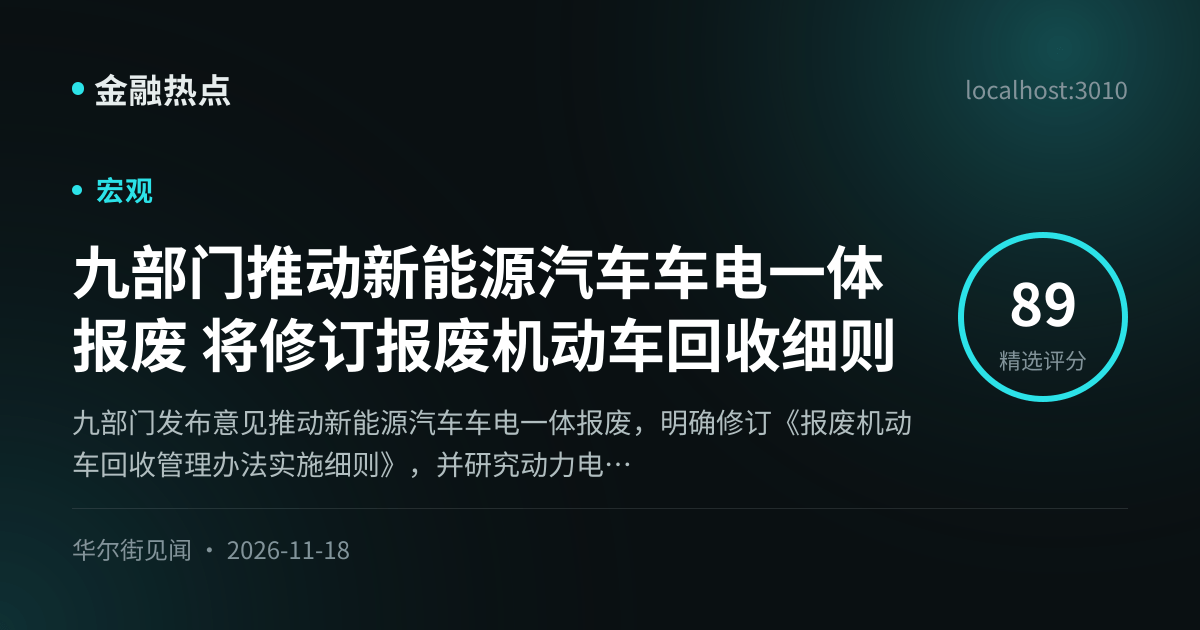 金融热点
localhost:3010
宏观
九部门推动新能源汽车车电一体
报废 将修订报废机动车回收细则
89
精选评分
九部门发布意见推动新能源汽车车电一体报废，明确修订《报废机动
车回收管理办法实施细则》，并研究动力电…
华尔街见闻 · 2026-11-18